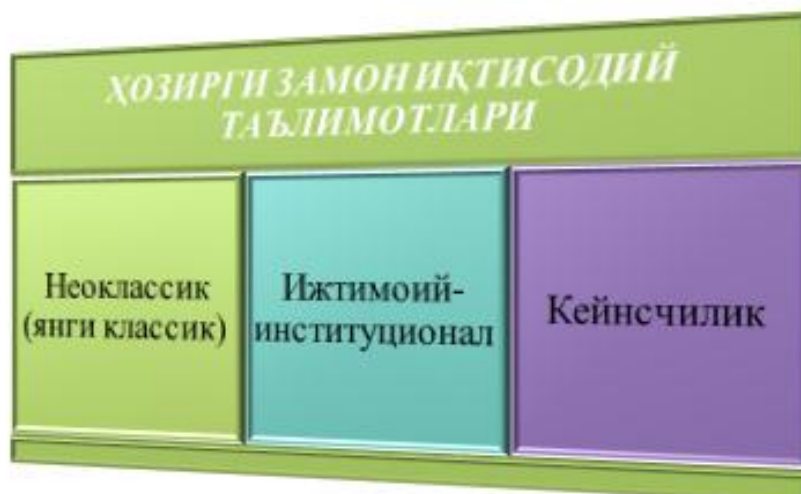 ҲОЗИРГИ ЗАМОН ИҚТИСОДИЙ
ТАЪЛИМОТЛАРИ
Неоклассик
(янги классик)
Ижтимоий-
институционал
Кейнсчилик